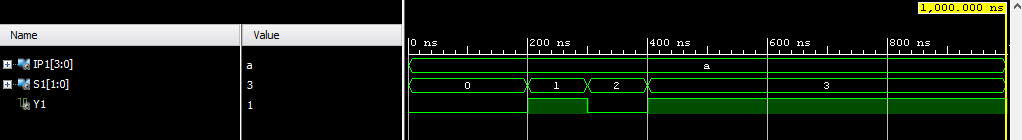 1,000.000 ns
Name Value
0 ns 200 ns 400 ns 600 ns 800 ns
IP1[3:0] a a
S1[1:0] 3 0 1 2 3
Y1 1